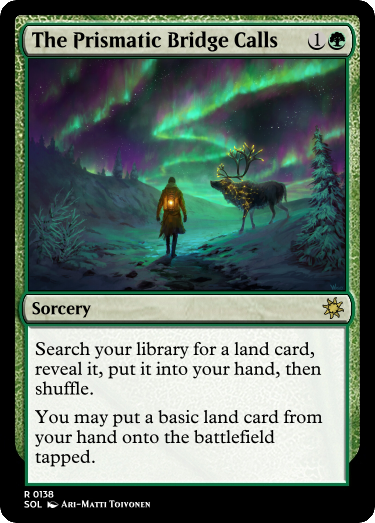 The Prismatic Bridge Calls 1
Sorcery
Search your library for a land card,
reveal it, put it into your hand, then
shuffle.
You may put a basic land card from
your hand onto the battlefield
tapped.
R 0138
SOL Ari-Matti Toivonen